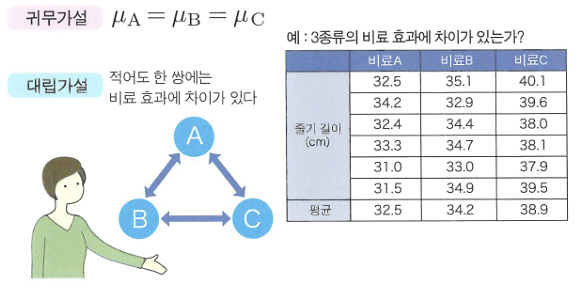 귀무가설 μA = μB = μC
대립가설 적어도 한 쌍에는
비료 효과에 차이가 있다
A
B C
예 : 3종류의 비료 효과에 차이가 있는가?
비료A 비료B 비료C
줄기 길이
(cm)
32.5 35.1 40.1
34.2 32.9 39.6
32.4 34.4 38.0
33.3 34.7 38.1
31.0 33.0 37.9
31.5 34.9 39.5
평균 32.5 34.2 38.9